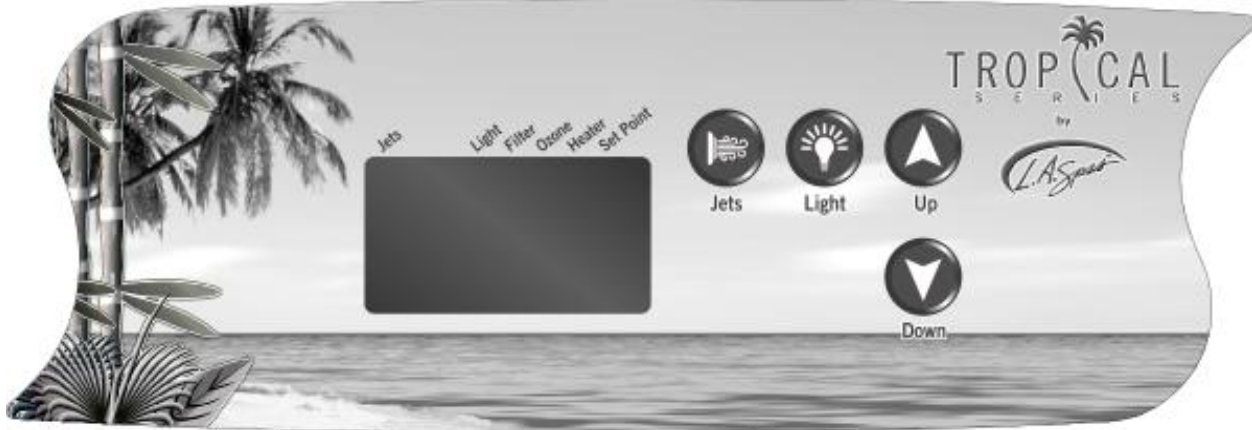 TROPICAL
SERIES
by
L.A.Spas
Jets
Light
Filter
Ozone
Heater
Set Point
Jets
Light
Up
Down